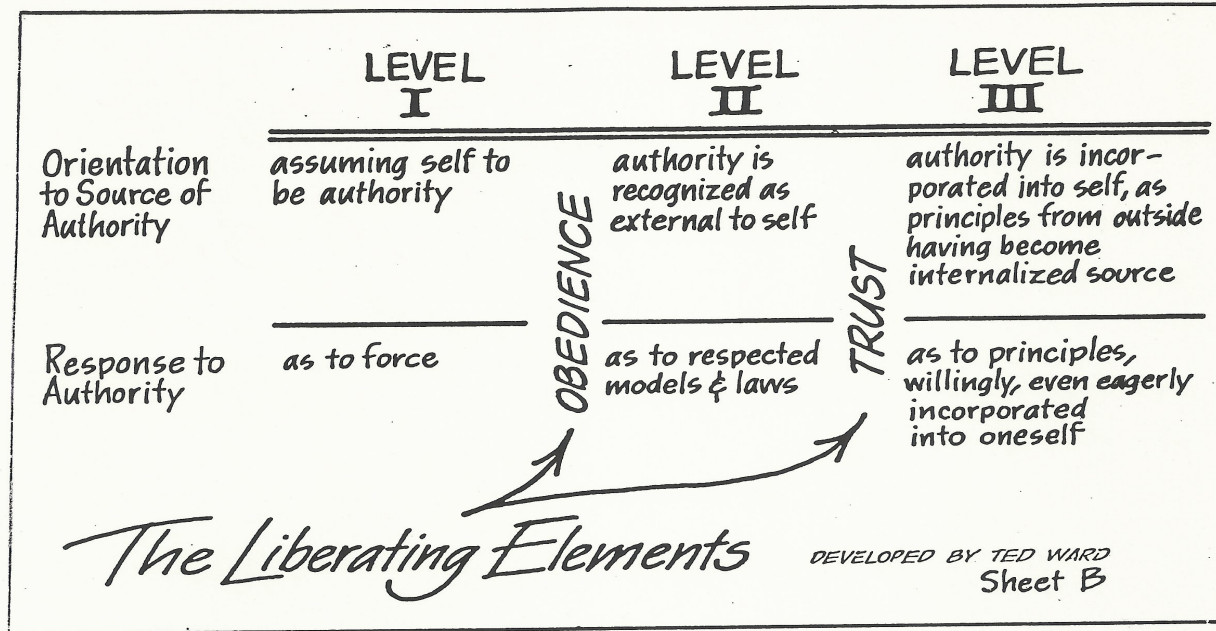 LEVEL
I
LEVEL
II
LEVEL
III
Orientation
to Source of
Authority
assuming self to
be authority
OBEDIENCE
authority is
recognized as
external to self
TRUST
authority is incor-
porated into self, as
principles from outside
having become
internalized source
Response to
Authority
as to force
as to respected
models & laws
as to principles,
willingly, even eagerly
incorporated
into oneself
The Liberating Elements
DEVELOPED BY TED WARD
Sheet B